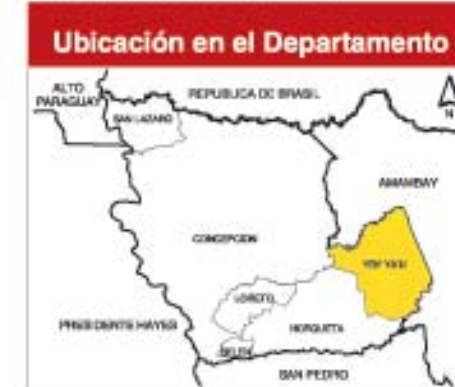 Ubicación en el Departamento
ALTO
PARAGUAY
REPUBLICA DE BRASIL
N
SAN LAZARO
AMAMBAY
CONCEPCION
YBY YAU
LORETO
PRESIDENTE HAYES
HORQUETA
BELEN
SAN PEDRO